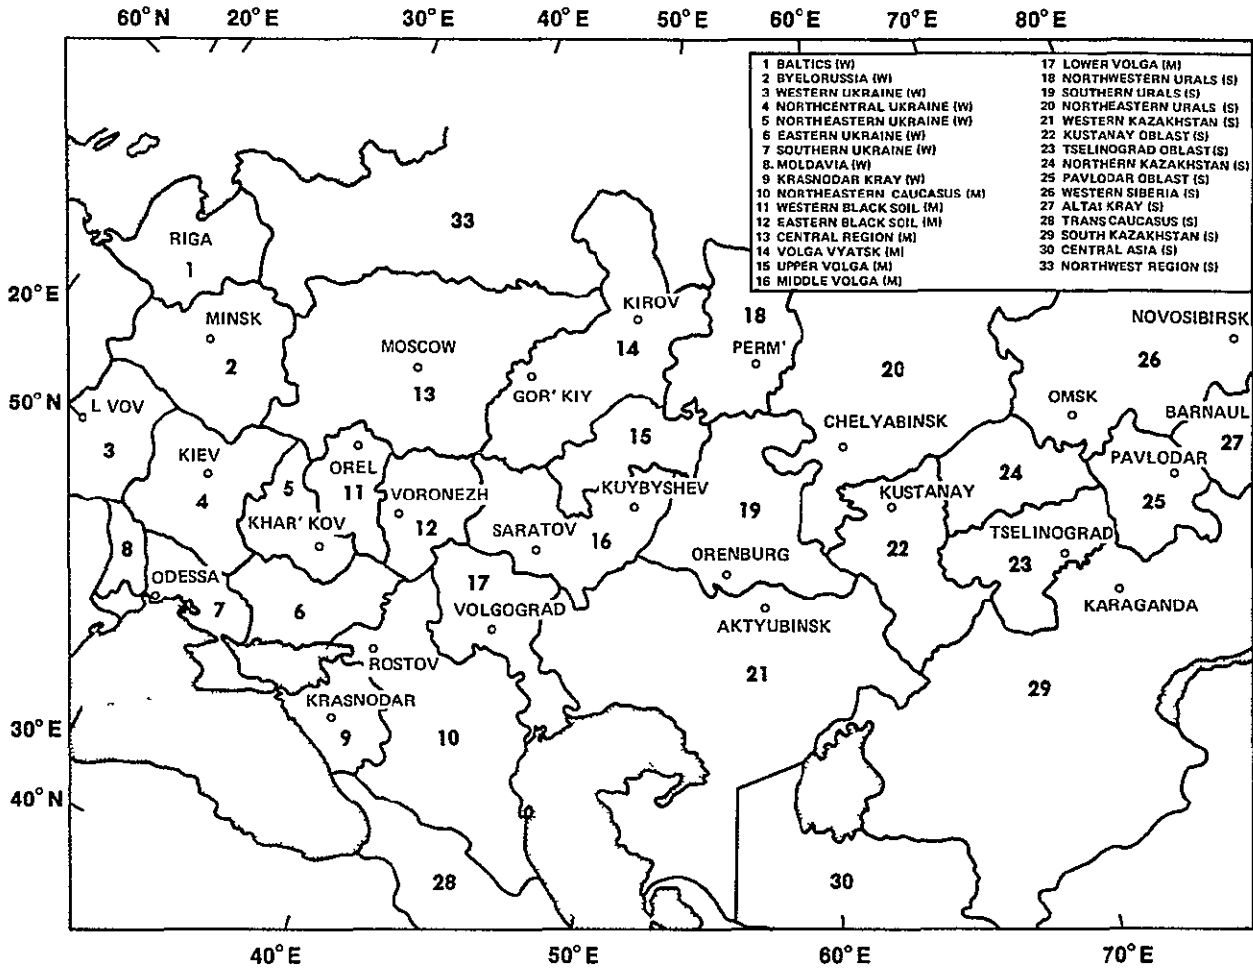 60° N 20° E 30° E 40° E 50° E 60° E 70° E 80° E
1 BALTICS (W)
2 BYELORUSSIA (W)
3 WESTERN UKRAINE (W)
4 NORTHCENTRAL UKRAINE (W)
5 NORTHEASTERN UKRAINE (W)
6 EASTERN UKRAINE (W)
7 SOUTHERN UKRAINE (W)
8 MOLDAVIA (W)
9 KRASNODAR KRAY (W)
10 NORTHEASTERN CAUCASUS (M)
11 WESTERN BLACK SOIL (M)
12 EASTERN BLACK SOIL (M)
13 CENTRAL REGION (M)
14 VOLGA VYATSK (M)
15 UPPER VOLGA (M)
16 MIDDLE VOLGA (M)
17 LOWER VOLGA (M)
18 NORTHWESTERN URALS (S)
19 SOUTHERN URALS (S)
20 NORTHEASTERN URALS (S)
21 WESTERN KAZAKHSTAN (S)
22 KUSTANAY OBLAST (S)
23 TSELINOGRAD OBLAST (S)
24 NORTHERN KAZAKHSTAN (S)
25 PAVLODAR OBLAST (S)
26 WESTERN SIBERIA (S)
27 ALTAI KRAY (S)
28 TRANS CAUCASUS (S)
29 SOUTH KAZAKHSTAN (S)
30 CENTRAL ASIA (S)
33 NORTHWEST REGION (S)
33
RIGA
1
20° E
KIROV
MINSK
18
NOVOSIBIRSK
MOSCOW
14
PERM'
26
2
20
13
GOR' KIY
OMSK
50° N
L VOV
BARNAUL
CHELYABINSK
15
27
3
KIEV
OREL
PAVLODAR
24
4
5
11
VORONEZH
KUYBYSHEV
KUSTANAY
25
KHAR' KOV
12
SARATOV
16
19
TSELINOGRAD
8
22
ORENBURG
23
ODESSA
17
7
6
VOLGOGRAD
KARAGANDA
AKTYUBINSK
ROSTOV
21
29
KRASNODAR
30° E
9
10
40° N
28
30
40° E 50° E 60° E 70° E